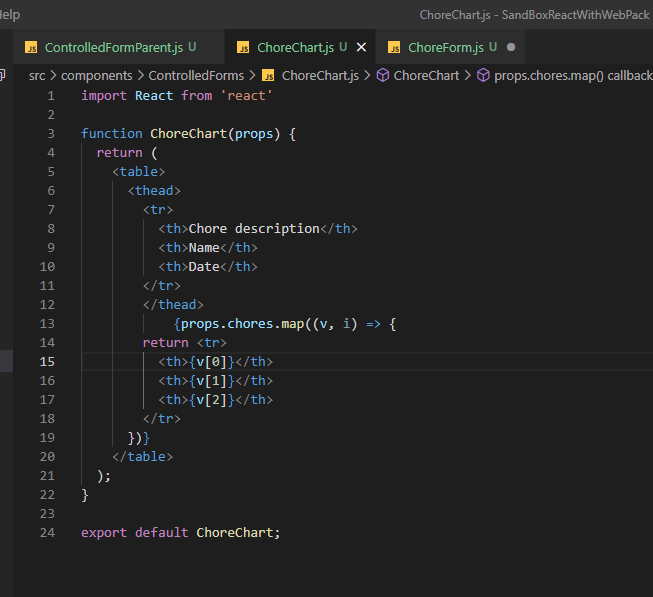 Help
ChoreChart.js - SandBoxReactWithWebPack
JS ControlledFormParent.js U
JS ChoreChart.js U
JS ChoreForm.js U
src > components > ControlledForms > JS ChoreChart.js > ChoreChart > props.chores.map() callback
1 import React from 'react'
2
3 function ChoreChart(props) {
4   return (
5     <table>
6       <thead>
7         <tr>
8           <th>Chore description</th>
9           <th>Name</th>
10           <th>Date</th>
11         </tr>
12         </thead>
13             {props.chores.map((v, i) => {
14         return <tr>
15           <th>{v[0]}</th>
16           <th>{v[1]}</th>
17           <th>{v[2]}</th>
18         </tr>
19       })}
20     </table>
21   );
22 }
23
24 export default ChoreChart;